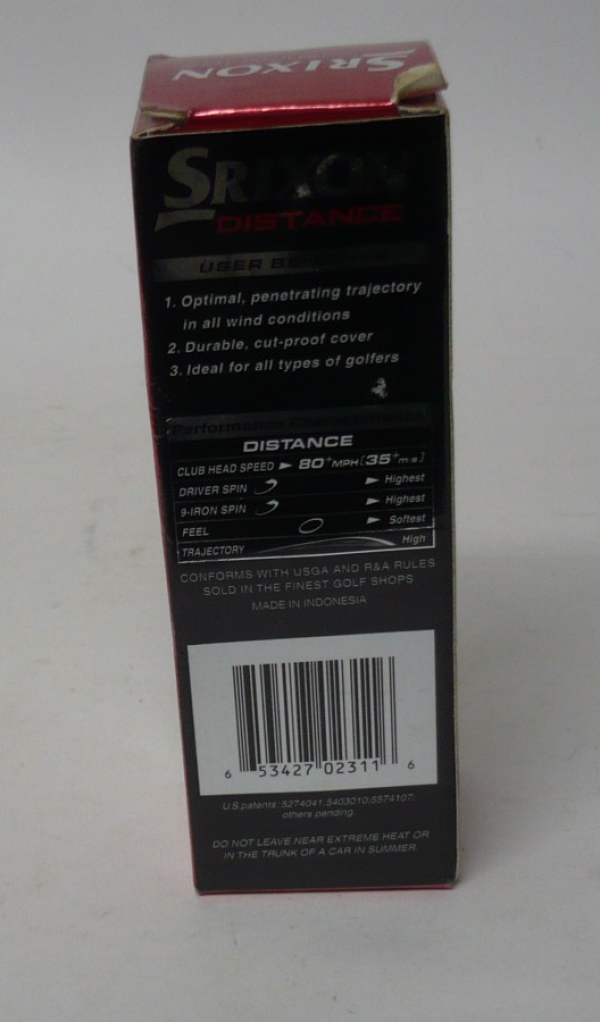 SRIXON
SRIXON
DISTANCE
USER
1. Optimal, penetrating trajectory
in all wind conditions
2. Durable, cut-proof cover
3. Ideal for all types of golfers
Performance
DISTANCE
CLUB HEAD SPEED ► 80+MPH [35+m/s]
DRIVER SPIN ► Highest
9-IRON SPIN ► Highest
FEEL ► Softest
TRAJECTORY High
CONFORMS WITH USGA AND R&A RULES
SOLD IN THE FINEST GOLF SHOPS
MADE IN INDONESIA
6 53427 02311 6
U.S patents: 5274041.5403010.5574107:
others pending
DO NOT LEAVE NEAR EXTREME HEAT OR
IN THE TRUNK OF A CAR IN SUMMER.